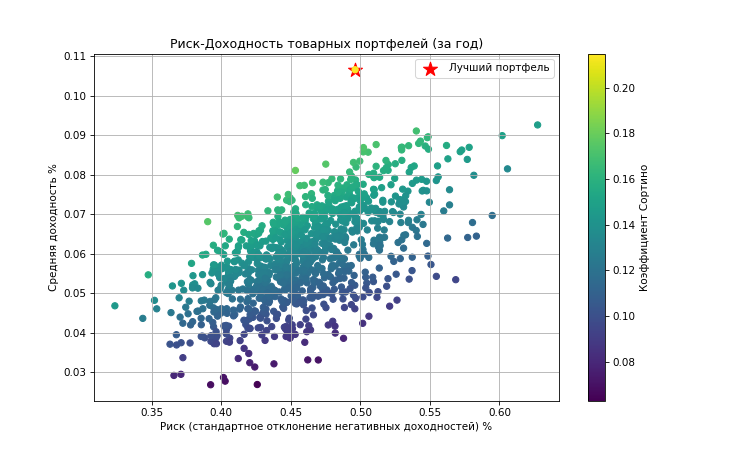 Риск-Доходность товарных портфелей (за год)
Лучший портфель
Средняя доходность %
0.11
0.10
0.09
0.08
0.07
0.06
0.05
0.04
0.03
0.35 0.40 0.45 0.50 0.55 0.60
Риск (стандартное отклонение негативных доходностей) %
0.20
0.18
0.16
0.14
0.12
0.10
0.08
Коэффициент Сортино